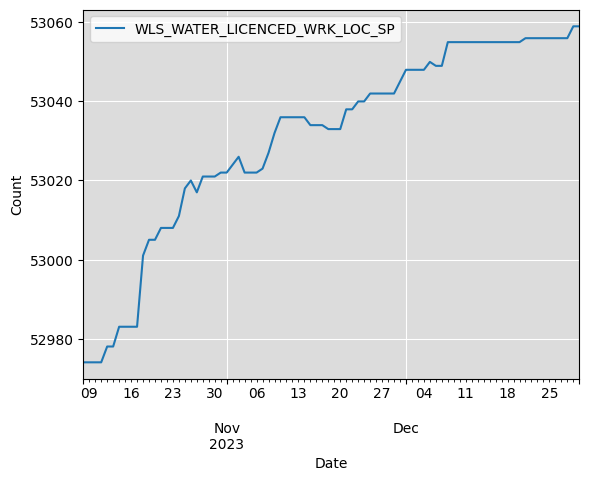 WLS_WATER_LICENCED_WRK_LOC_SP
53060
53040
53020
53000
52980
Count
09 16 23 30 06 13 20 27 04 11 18 25
Nov Dec
2023
Date